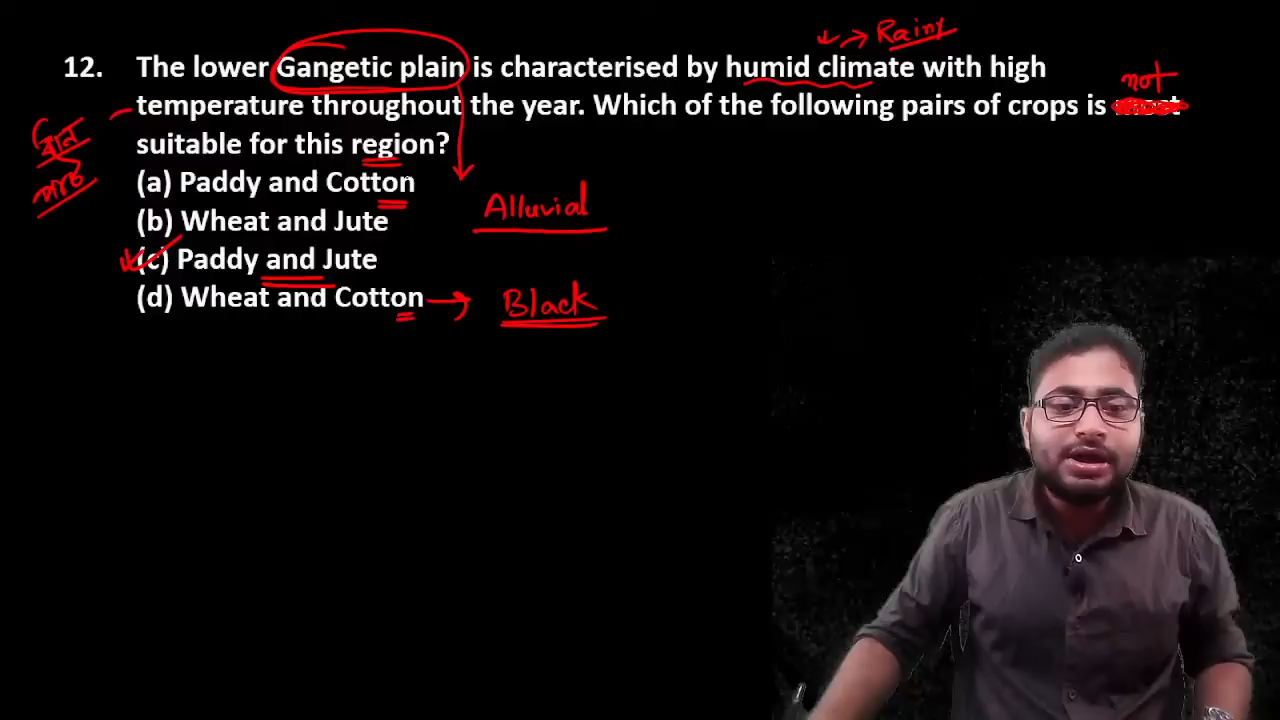 Rainy
12. The lower Gangetic plain is characterised by humid climate with high
not
temperature throughout the year. Which of the following pairs of crops is
suitable for this region?
(a) Paddy and Cotton
Alluvial
(b) Wheat and Jute
(c) Paddy and Jute
(d) Wheat and Cotton
Black